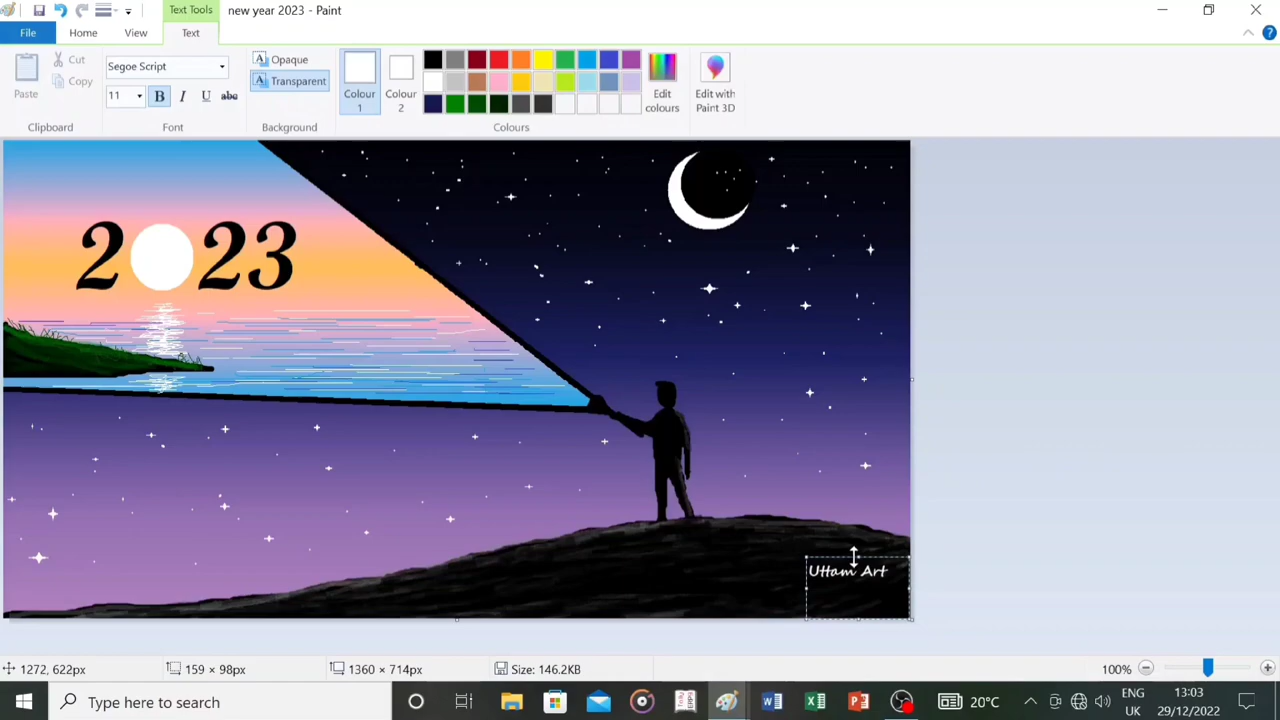 Text Tools
new year 2023 - Paint
File
Home
View
Text
Paste
Cut
Copy
Clipboard
Segoe Script
11
B
I
U
abc
Font
A Opaque
A Transparent
Background
Colour 1
Colour 2
Edit colours
Edit with Paint 3D
Colours
2023
Uttam Art
1272, 622px
159 × 98px
1360 × 714px
Size: 146.2KB
100%
Type here to search
20°C
ENG
UK
13:03
29/12/2022